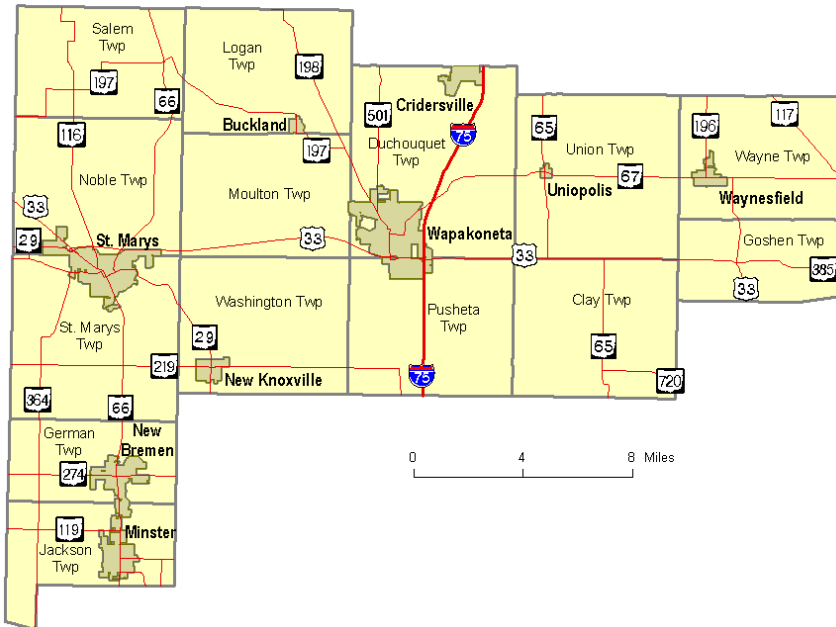 Salem
Twp
Logan
Twp
198
197
66
501
Cridersville
116
Buckland
197
75
Duchouquet
Twp
65
Union Twp
67
196
117
Wayne Twp
Noble Twp
Moulton Twp
Uniopolis
Waynesfield
33
29
St. Marys
33
Wapakoneta
33
Goshen Twp
385
33
Washington Twp
Pusheta
Twp
Clay Twp
St. Marys
Twp
29
65
219
New Knoxville
75
720
364
66
German
Twp
New
Bremen
274
0 4 8 Miles
119
Minster
Jackson
Twp